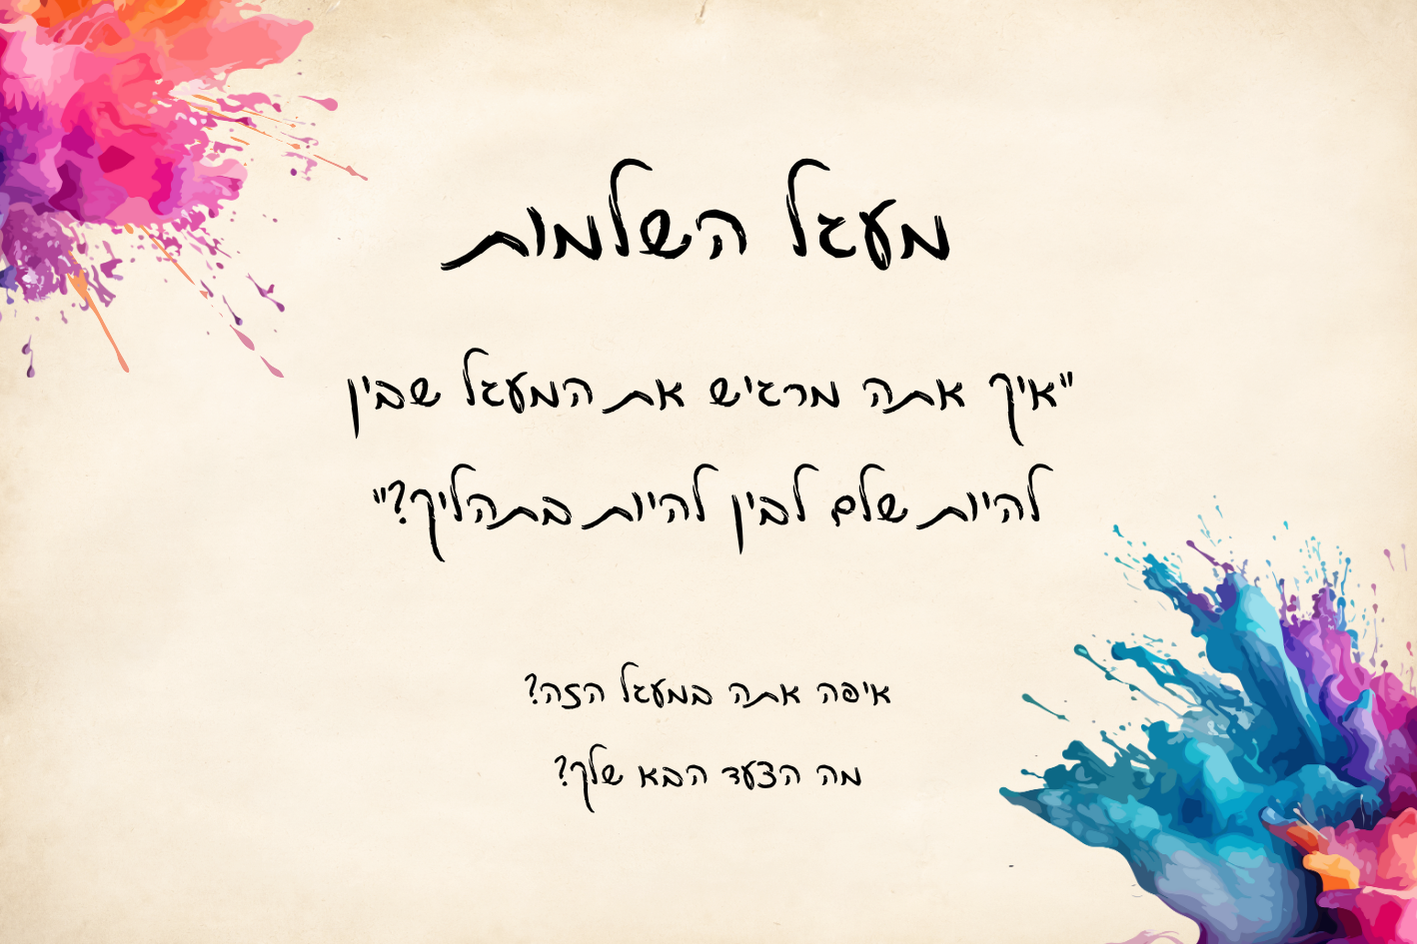 מעגל השלמות
"איך אתה מרגיש את המעגל שבין
להיות שלם לבין להיות בתהליך?"
איפה אתה במעגל הזה?
מה הצעד הבא שלך?